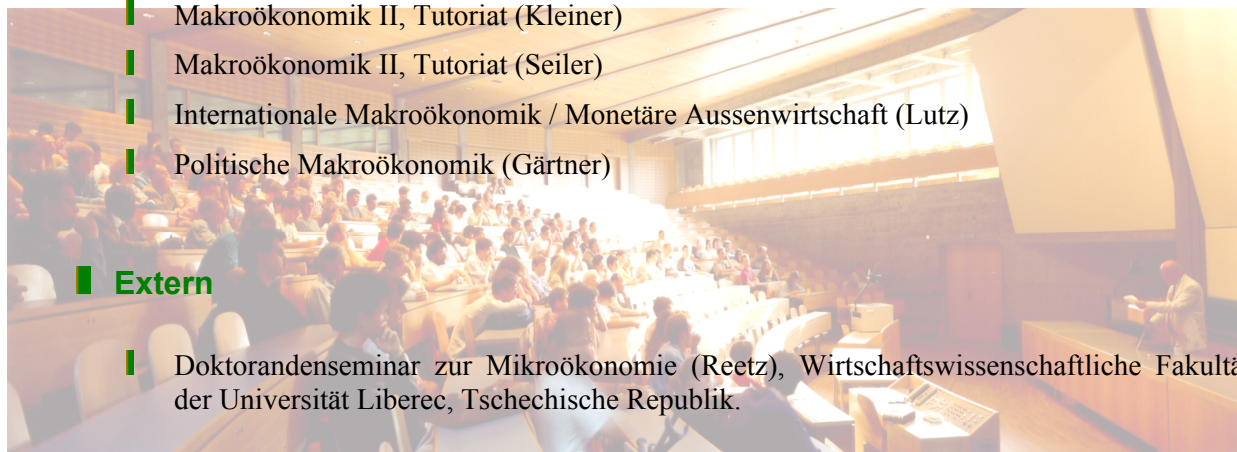 Makroökonomik II, Tutoriat (Kleiner)
Makroökonomik II, Tutoriat (Seiler)
Internationale Makroökonomik / Monetäre Aussenwirtschaft (Lutz)
Politische Makroökonomik (Gärtner)
Extern
Doktorandenseminar zur Mikroökonomie (Reetz), Wirtschaftswissenschaftliche Fakultä
der Universität Liberec, Tschechische Republik.